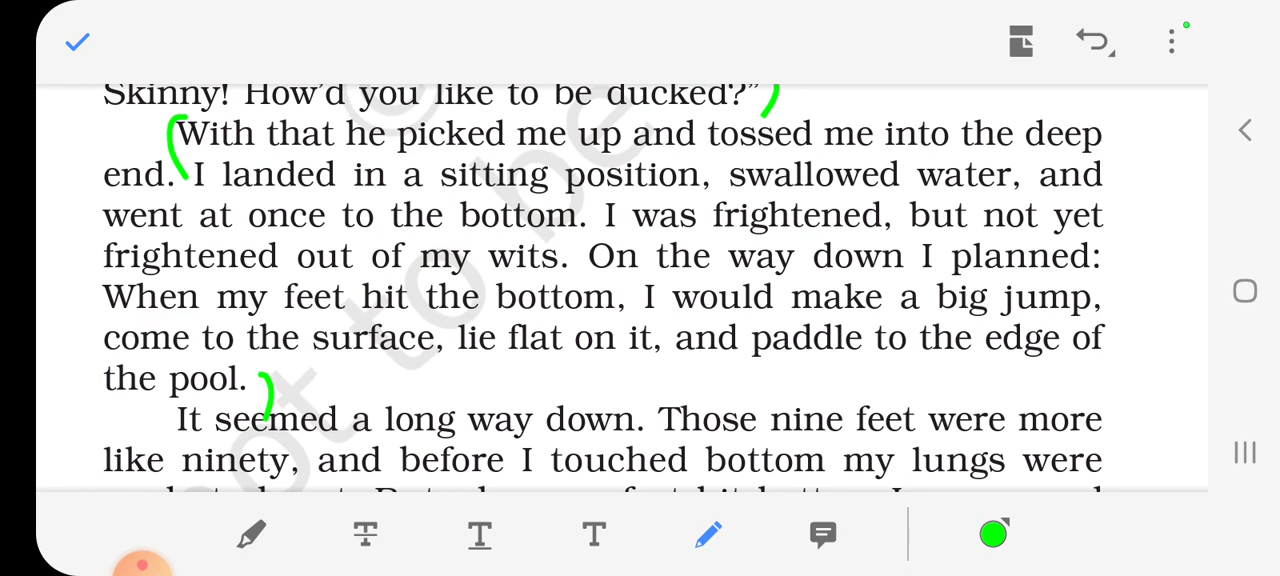 Skinny! How'd you like to be ducked?"
With that he picked me up and tossed me into the deep
end. I landed in a sitting position, swallowed water, and
went at once to the bottom. I was frightened, but not yet
frightened out of my wits. On the way down I planned:
When my feet hit the bottom, I would make a big jump,
come to the surface, lie flat on it, and paddle to the edge of
the pool.
It seemed a long way down. Those nine feet were more
like ninety, and before I touched bottom my lungs were